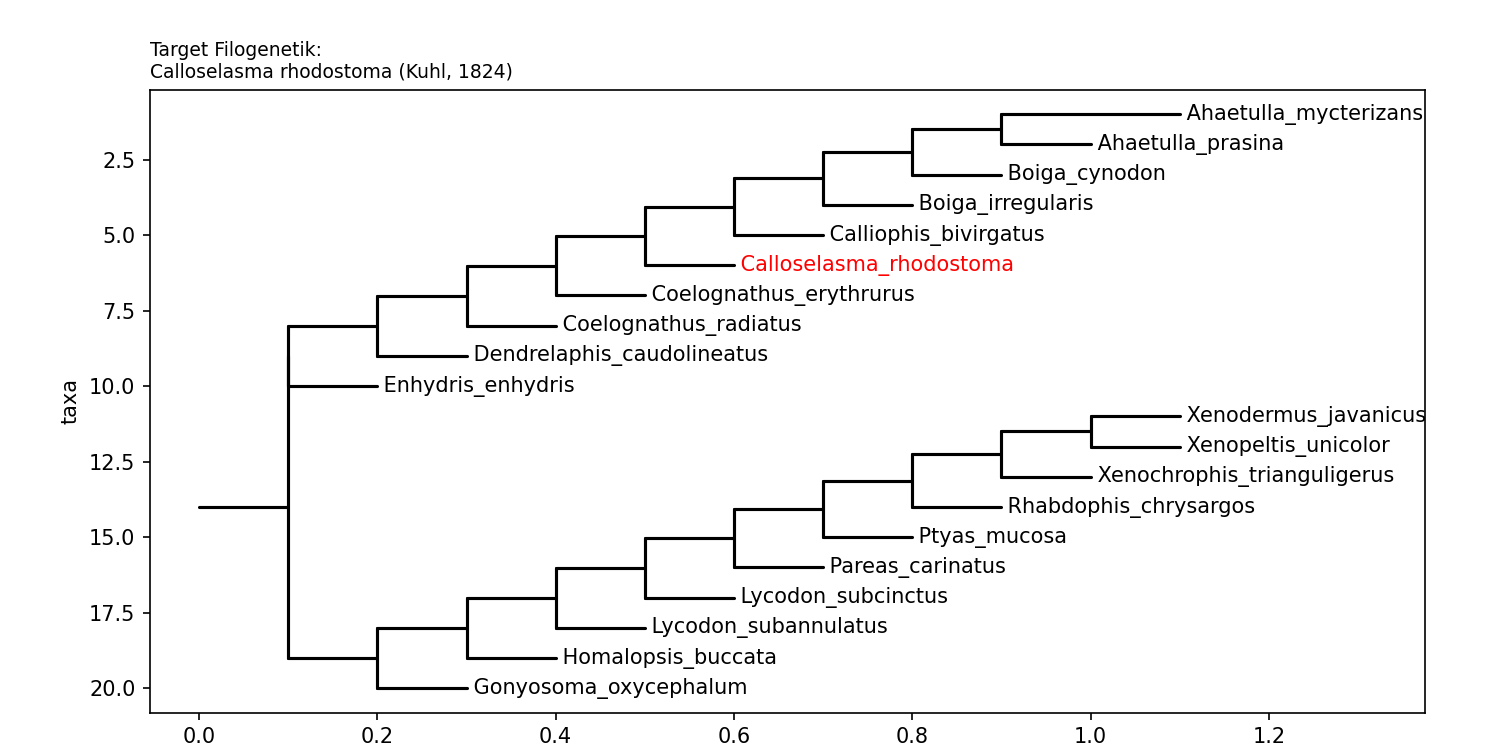 Target Filogenetik:
Calloselasma rhodostoma (Kuhl, 1824)
Ahaetulla_mycterizans
Ahaetulla_prasina
2.5
Boiga_cynodon
Boiga_irregularis
5.0
Calliophis_bivirgatus
Calloselasma_rhodostoma
Coelognathus_erythrurus
7.5
Coelognathus_radiatus
Dendrelaphis_caudolineatus
10.0
Enhydris_enhydris
taxa
Xenodermus_javanicus
Xenopeltis_unicolor
12.5
Xenochrophis_trianguligerus
Rhabdophis_chrysargos
15.0
Ptyas_mucosa
Pareas_carinatus
Lycodon_subcinctus
17.5
Lycodon_subannulatus
Homalopsis_buccata
20.0
Gonyosoma_oxycephalum
0.0 0.2 0.4 0.6 0.8 1.0 1.2